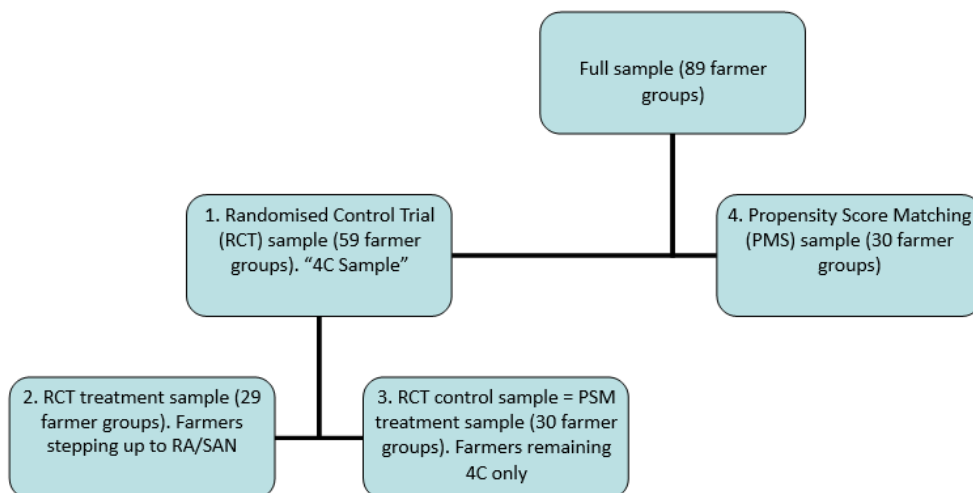 Full sample (89 farmer
groups)
1. Randomised Control Trial
(RCT) sample (59 farmer
groups). “4C Sample”
4. Propensity Score Matching
(PMS) sample (30 farmer
groups)
2. RCT treatment sample (29
farmer groups). Farmers
stepping up to RA/SAN
3. RCT control sample = PSM
treatment sample (30 farmer
groups). Farmers remaining
4C only